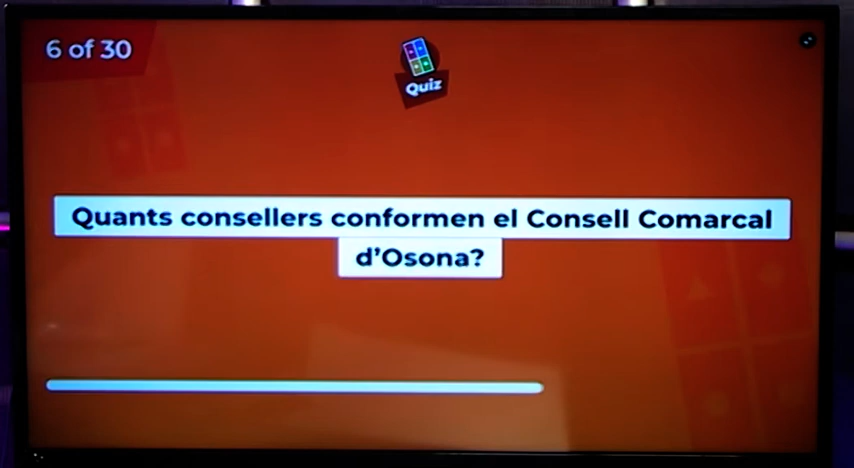 6 of 30
Quiz
Quants consellers conformen el Consell Comarcal
d'Osona?